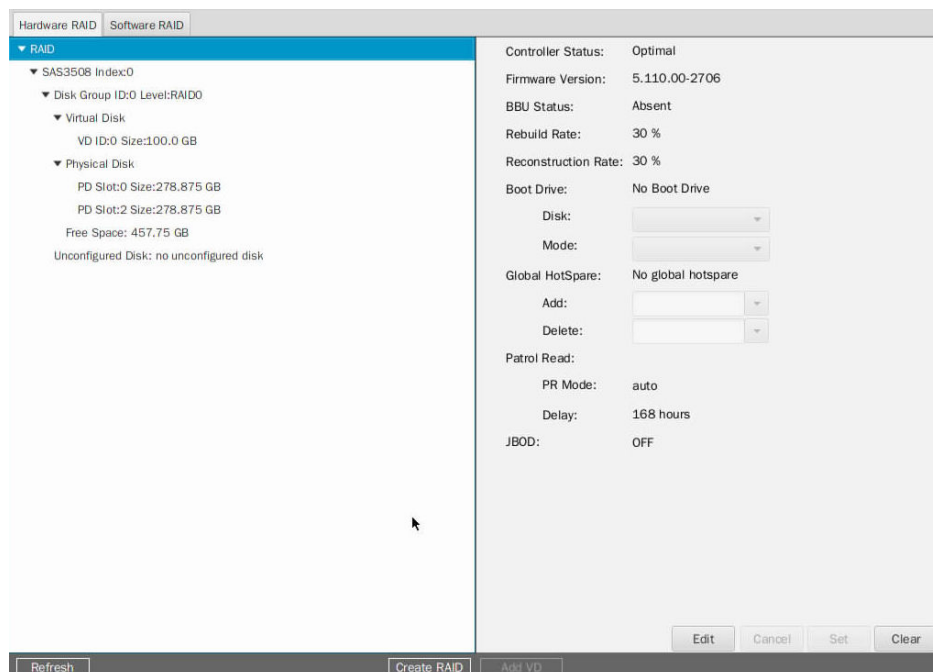 Hardware RAID
Software RAID
RAID
SAS3508 Index:0
Disk Group ID:0 Level:RAID0
Virtual Disk
VD ID:0 Size:100.0 GB
Physical Disk
PD Slot:0 Size:278.875 GB
PD Slot:2 Size:278.875 GB
Free Space: 457.75 GB
Unconfigured Disk: no unconfigured disk
Controller Status: Optimal
Firmware Version: 5.110.00-2706
BBU Status: Absent
Rebuild Rate: 30 %
Reconstruction Rate: 30 %
Boot Drive: No Boot Drive
Disk:
Mode:
Global HotSpare: No global hotspare
Add:
Delete:
Patrol Read:
PR Mode: auto
Delay: 168 hours
JBOD: OFF
Edit
Cancel
Set
Clear
Refresh
Create RAID
Add VD